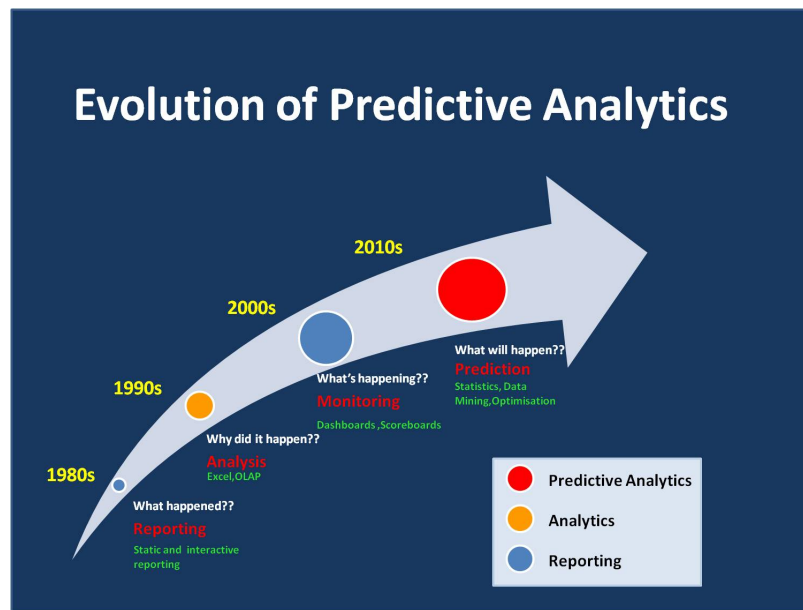 Evolution of Predictive Analytics
2010s
2000s
1990s
1980s
What will happen??
Prediction
Statistics, Data
Mining,Optimisation
What's happening??
Monitoring
Dashboards ,Scoreboards
Why did it happen??
Analysis
Excel,OLAP
What happened??
Reporting
Static and interactive
reporting
Predictive Analytics
Analytics
Reporting